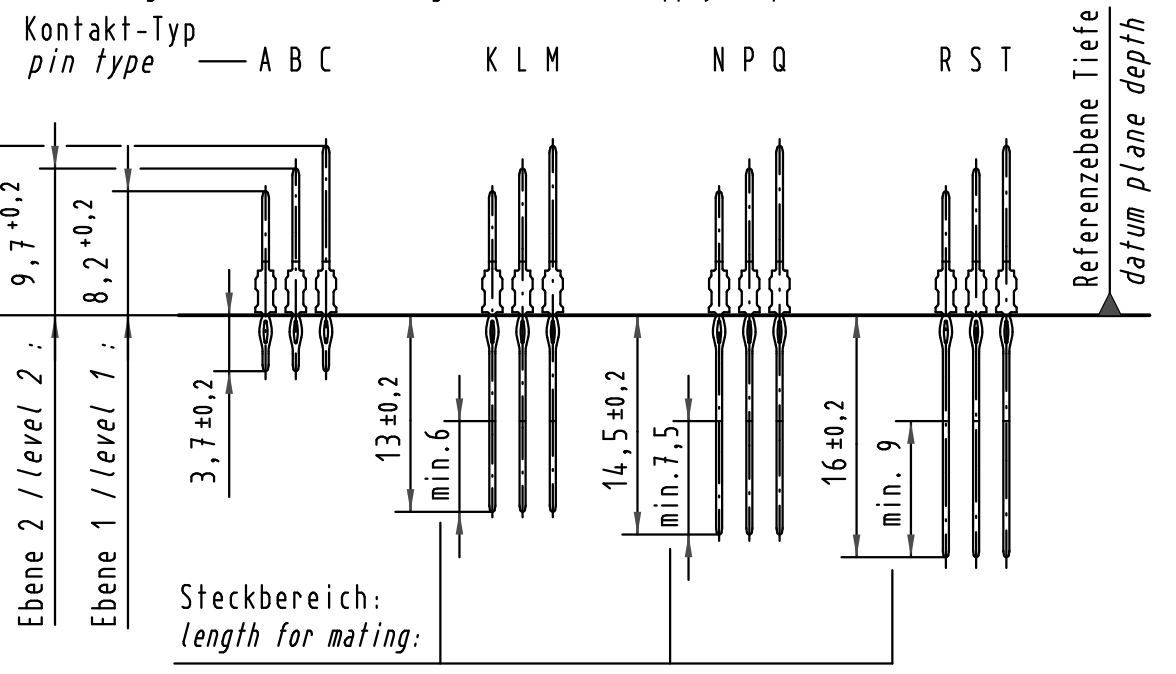 Kontakt-Typ
pin type
A B C
K L M
N P Q
R S T
Referenzebene Tiefe
datum plane depth
9,7 +0,2
8,2 +0,2
Ebene 2 / level 2 :
Ebene 1 / level 1 :
3,7 ±0,2
13 ±0,2
min.6
14,5 ±0,2
min.7,5
16 ±0,2
min. 9
Steckbereich:
length for mating: